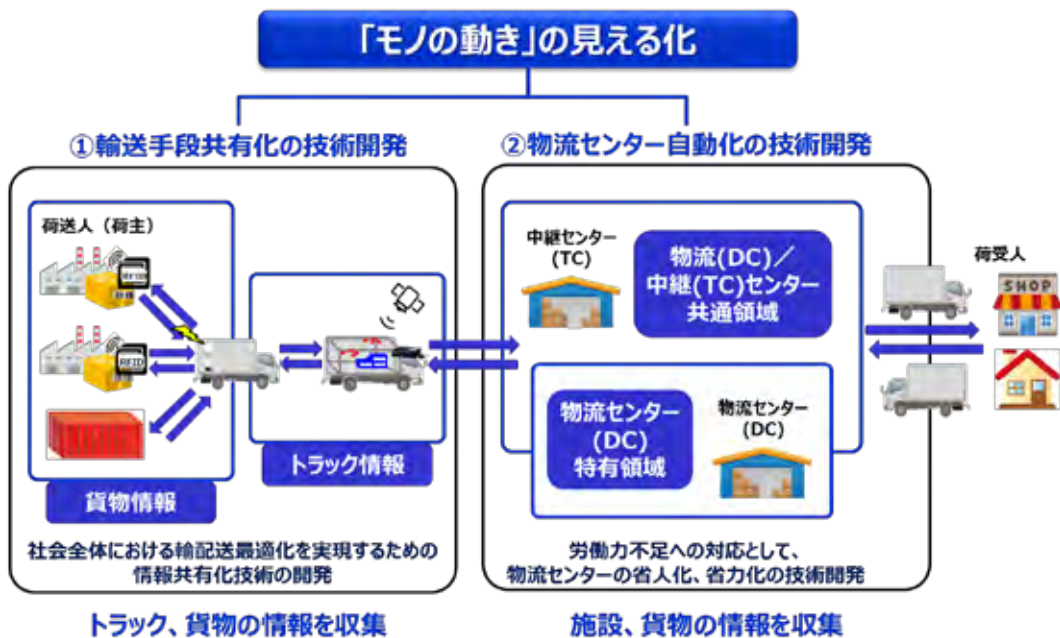 「モノの動き」の見える化
①輸送手段共有化の技術開発
荷送人（荷主）
RFID
RFID
貨物情報
トラック情報
社会全体における輸配送最適化を実現するための
情報共有化技術の開発
トラック、貨物の情報を収集
②物流センター自動化の技術開発
中継センター
(TC)
物流(DC)／
中継(TC)センター
共通領域
物流センター
(DC)
特有領域
物流センター
(DC)
労働力不足への対応として、
物流センターの省人化、省力化の技術開発
施設、貨物の情報を収集
荷受人
SHOP